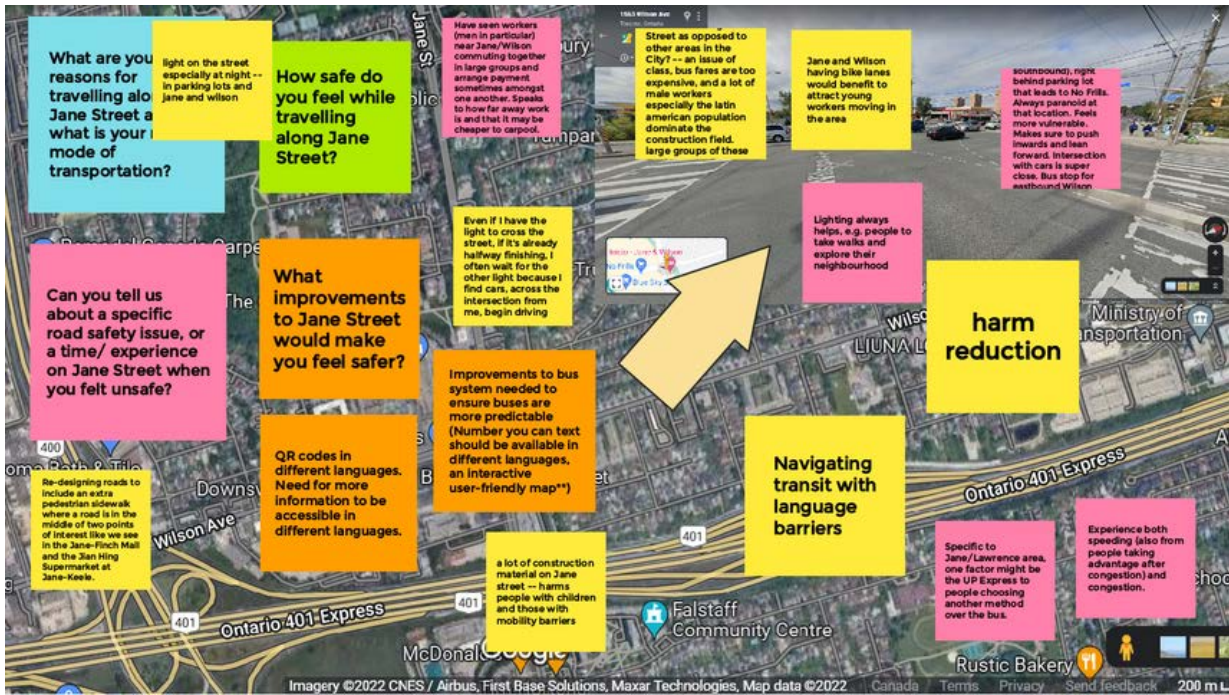 What are you
reasons for
travelling alo
Jane Street a
what is your
mode of
transportation?
light on the street
especially at night --
in parking lots and
jane and wilson
How safe do
you feel while
travelling
along Jane
Street?
Jane St
Have seen workers
(men in particular)
near Jane/Wilson
commuting together
in large groups and
arrange payment
sometimes amongst
one another. Speaks
to how far away work
is and that it may be
cheaper to carpool.
Street as opposed to
other areas in the
City? -- an issue of
class, bus fares are too
expensive, and a lot of
male workers
especially the latin
american population
dominate the
construction field.
large groups of these
Jane and Wilson
having bike lanes
would benefit to
attract young
workers moving in
the area
southbound), right
behind parking lot
that leads to No Frills.
Always paranoid at
that location. Feels
more vulnerable.
Makes sure to push
inwards and lean
forward. Intersection
with cars is super
close. Bus stop for
eastbound Wilson
Lighting always
helps, e.g. people to
take walks and
explore their
neighbourhood
Even if I have the
light to cross the
street, if it's already
halfway finishing, I
often wait for the
other light because I
find cars, across the
intersection from
me, begin driving
Can you tell us
about a specific
road safety issue, or
a time/ experience
on Jane Street when
you felt unsafe?
What
improvements
to Jane Street
would make
you feel safer?
The
harm
reduction
Ministry of
LIUNA
Improvements to bus
system needed to
ensure buses are
more predictable
(Number you can text
should be available in
different languages,
an interactive
user-friendly map**)
QR codes in
different languages.
Need for more
information to be
accessible in
different languages.
Navigating
transit with
language
barriers
400
Re-designing roads to
include an extra
pedestrian sidewalk
where a road is in the
middle of two points
of interest like we see
in the Jane-Finch Mall
and the Jian Hing
Supermarket at
Jane-Keele.
Downs
Wilson Ave
Ontario 401 Express
401
a lot of construction
material on Jane
street -- harms
people with children
and those with
mobility barriers
Specific to
Jane/Lawrence area,
one factor might be
the UP Express to
people choosing
another method
over the bus.
Experience both
speeding (also from
people taking
advantage after
congestion) and
congestion.
401
401
Ontario 401 Express
Falstaff
Community Centre
McDonal
Google
Rustic Bakery
Imagery ©2022 CNES / Airbus, First Base Solutions, Maxar Technologies, Map data ©2022
Canada
Terms
Privacy
Send feedback
200 m